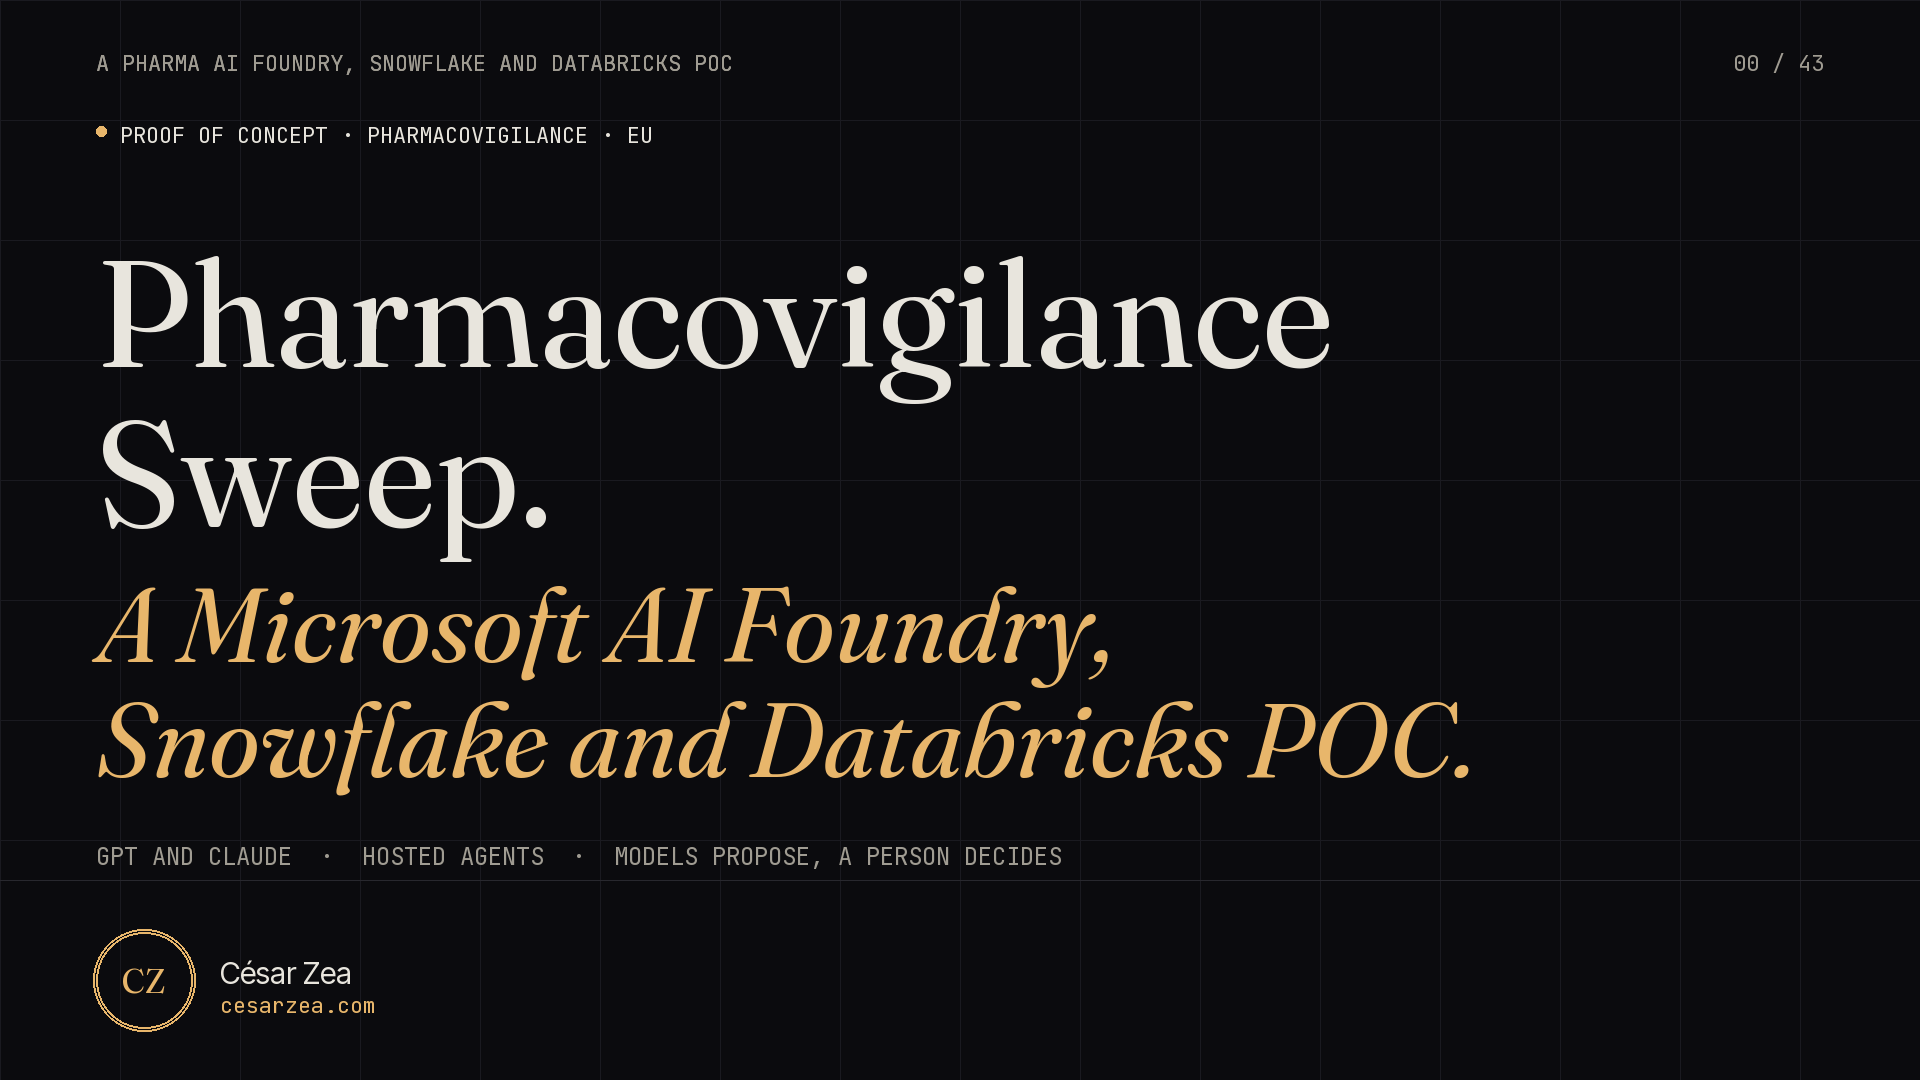 A PHARMA AI FOUNDRY, SNOWFLAKE AND DATABRICKS POC
00 / 43
PROOF OF CONCEPT · PHARMACOVIGILANCE · EU
Pharmacovigilance
Sweep.
A Microsoft AI Foundry,
Snowflake and Databricks POC.
GPT AND CLAUDE · HOSTED AGENTS · MODELS PROPOSE, A PERSON DECIDES
CZ
César Zea
cesarzea.com